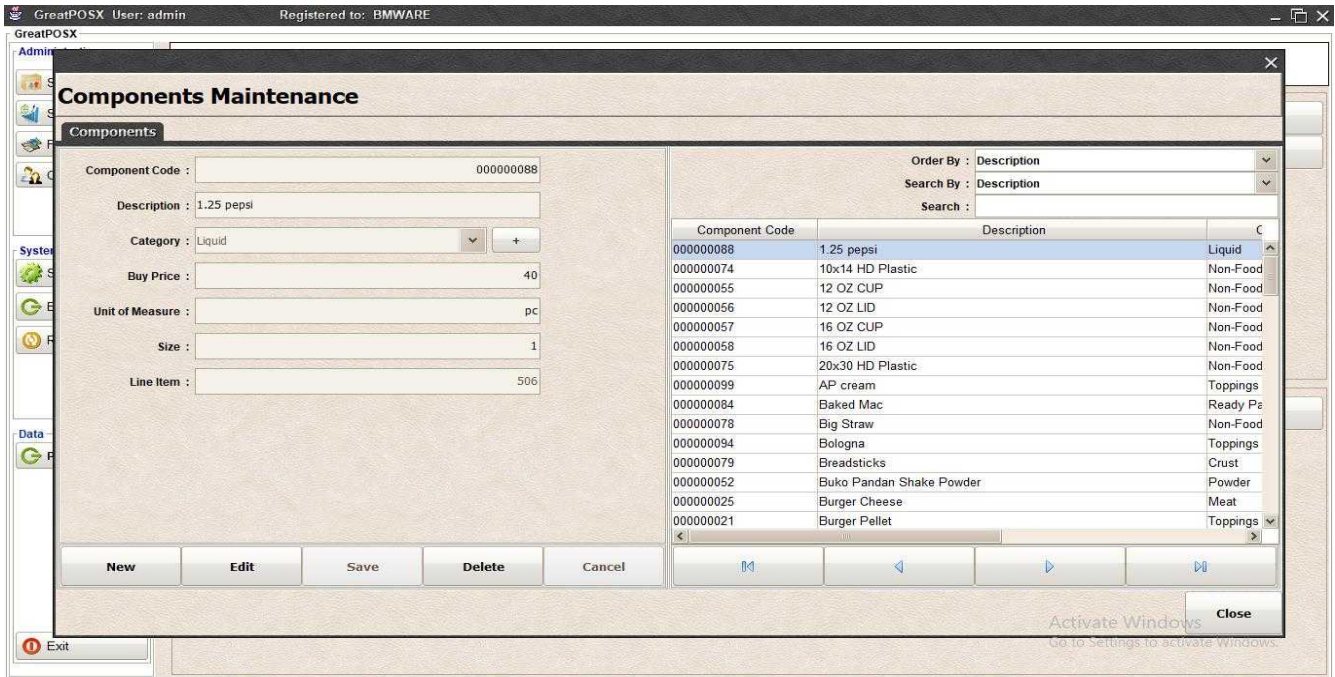 GreatPOSX User: admin Registered to: BMWARE
GreatPOSX
Components Maintenance
Components
Component Code : 000000088
Description : 1.25 pepsi
Category : Liquid +
Buy Price : 40
Unit of Measure : pc
Size : 1
Line Item : 506
New Edit Save Delete Cancel
Order By : Description
Search By : Description
Search :
Component Code Description C
000000088 1.25 pepsi Liquid
000000074 10x14 HD Plastic Non-Food
000000055 12 OZ CUP Non-Food
000000056 12 OZ LID Non-Food
000000057 16 OZ CUP Non-Food
000000058 16 OZ LID Non-Food
000000075 20x30 HD Plastic Non-Food
000000099 AP cream Toppings
000000084 Baked Mac Ready Pa
000000078 Big Straw Non-Food
000000094 Bologna Toppings
000000079 Breadsticks Crust
000000052 Buko Pandan Shake Powder Powder
000000025 Burger Cheese Meat
000000021 Burger Pellet Toppings
Close
System
Data
Exit
Activate Windows
Go to Settings to activate Windows.